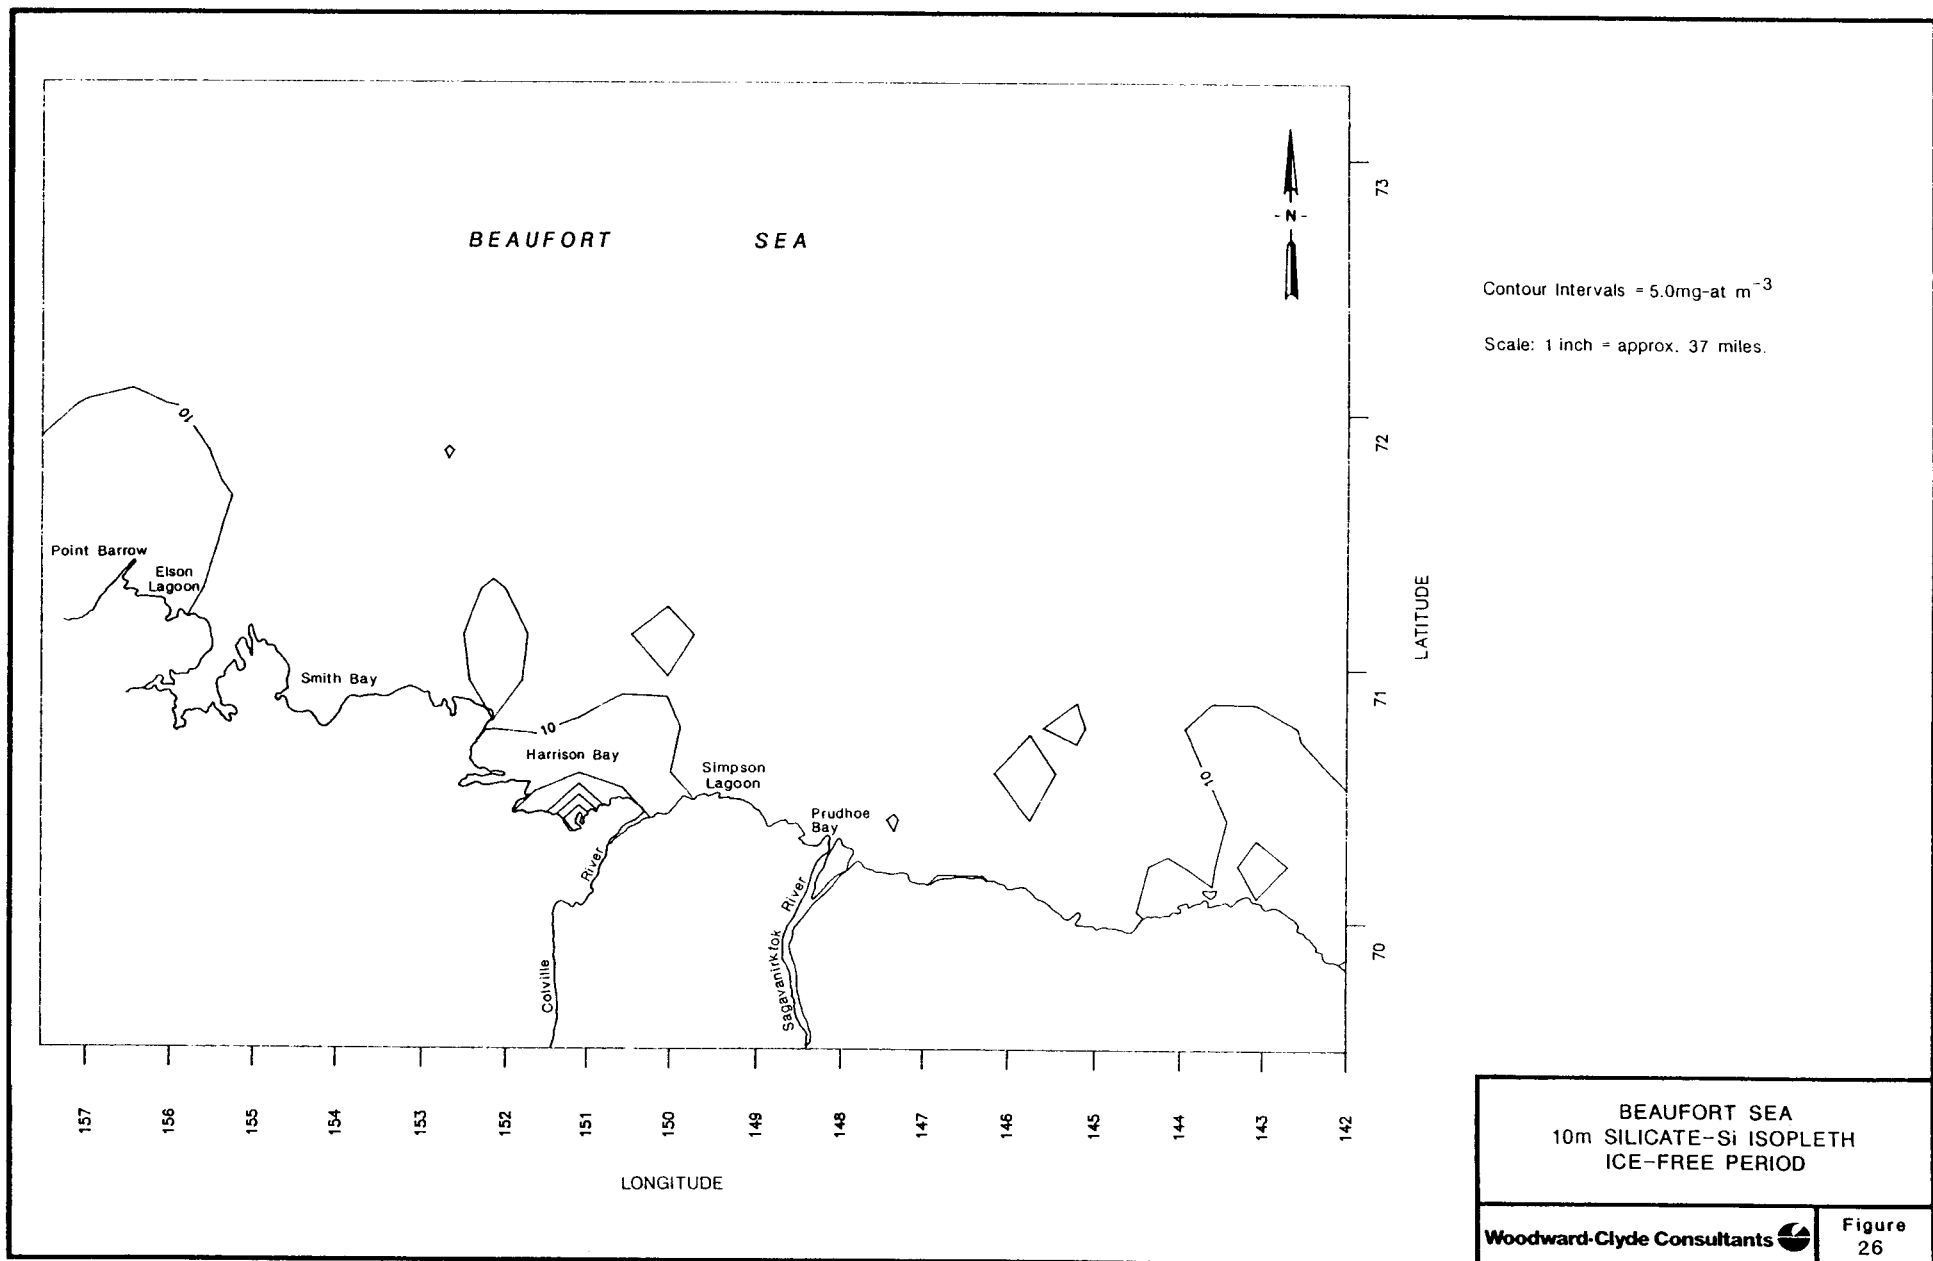 BEAUFORT SEA
73
- N -
Contour Intervals = 5.0mg-at m⁻³
Scale: 1 inch = approx. 37 miles.
10
72
Point Barrow
Elson
Lagoon
LATITUDE
Smith Bay
71
10
Harrison Bay
Simpson
Lagoon
10
Prudhoe
Bay
River
River
70
Colville
Sagavanirktok
157 156 155 154 153 152 151 150 149 148 147 146 145 144 143 142
LONGITUDE
BEAUFORT SEA
10m SILICATE-Si ISOPLETH
ICE-FREE PERIOD
Woodward-Clyde Consultants
Figure
26